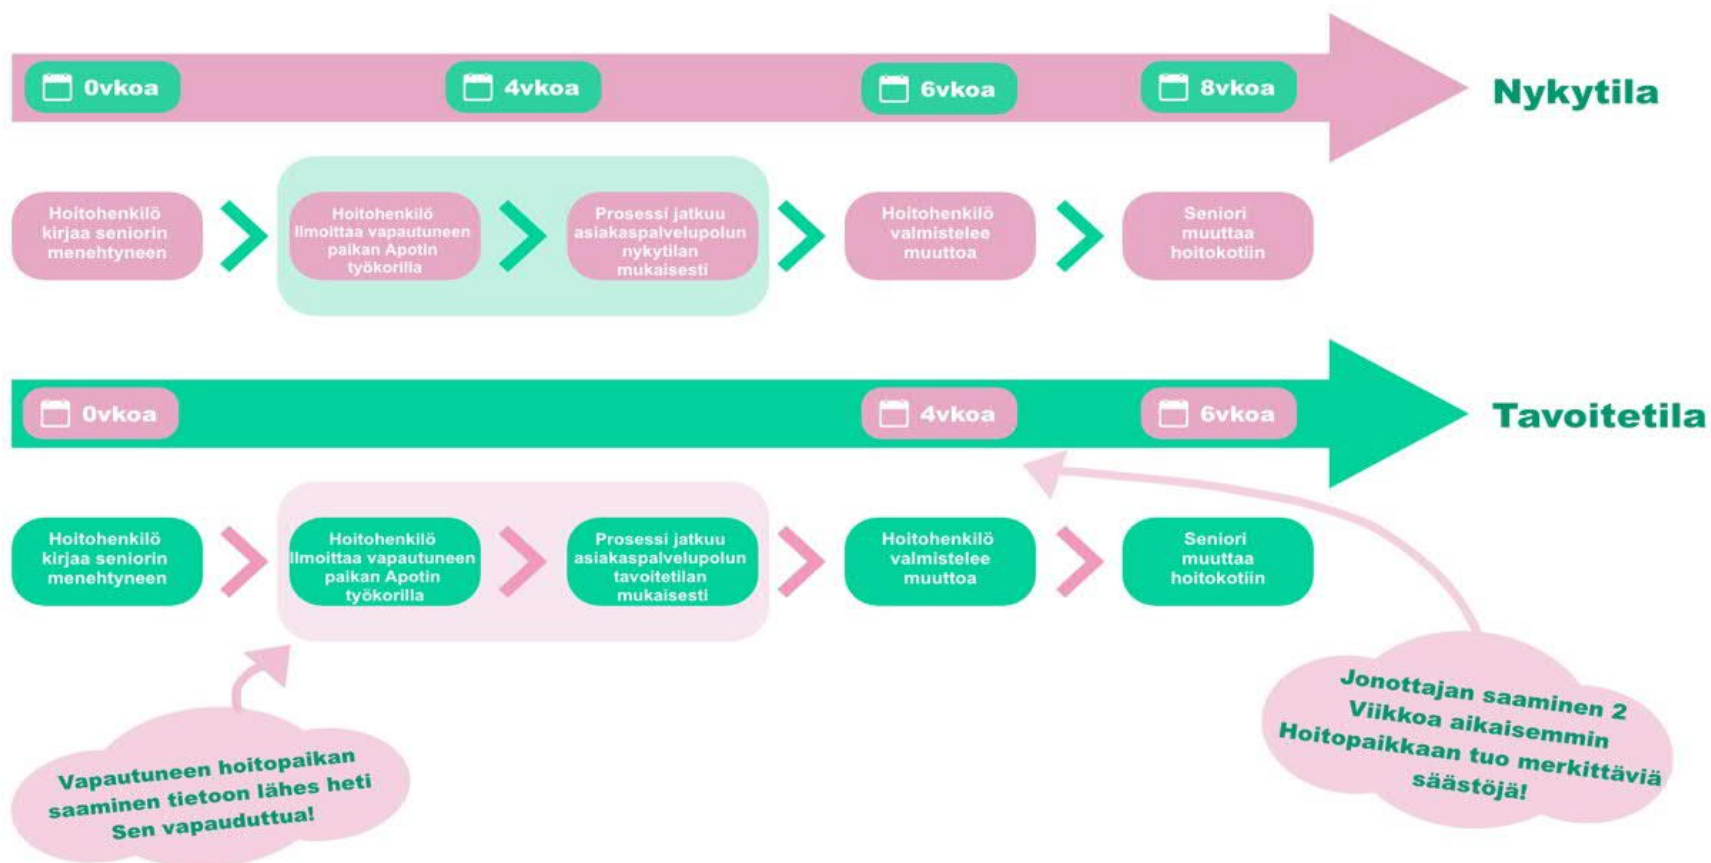 0vkoa
4vkoa
6vkoa
8vkoa
Nykytila
Hoitohenkilö
kirjaa seniorin
menehtyneen
Hoitohenkilö
Ilmoittaa vapautuneen
paikan Apotin
työkorilla
Prosessi jatkuu
asiakaspalvelupolun
nykytilan
mukaisesti
Hoitohenkilö
valmistelee
muuttoa
Seniori
muuttaa
hoitokotiin
0vkoa
4vkoa
6vkoa
Tavoitetila
Hoitohenkilö
kirjaa seniorin
menehtyneen
Hoitohenkilö
Ilmoittaa vapautuneen
paikan Apotin
työkorilla
Prosessi jatkuu
asiakaspalvelupolun
tavoitetilan
mukaisesti
Hoitohenkilö
valmistelee
muuttoa
Seniori
muuttaa
hoitokotiin
Vapautuneen hoitopaikan
saaminen tietoon lähes heti
Sen vapauduttua!
Jonottajan saaminen 2
Viikkoa aikaisemmin
Hoitopaikkaan tuo merkittäviä
säästöjä!